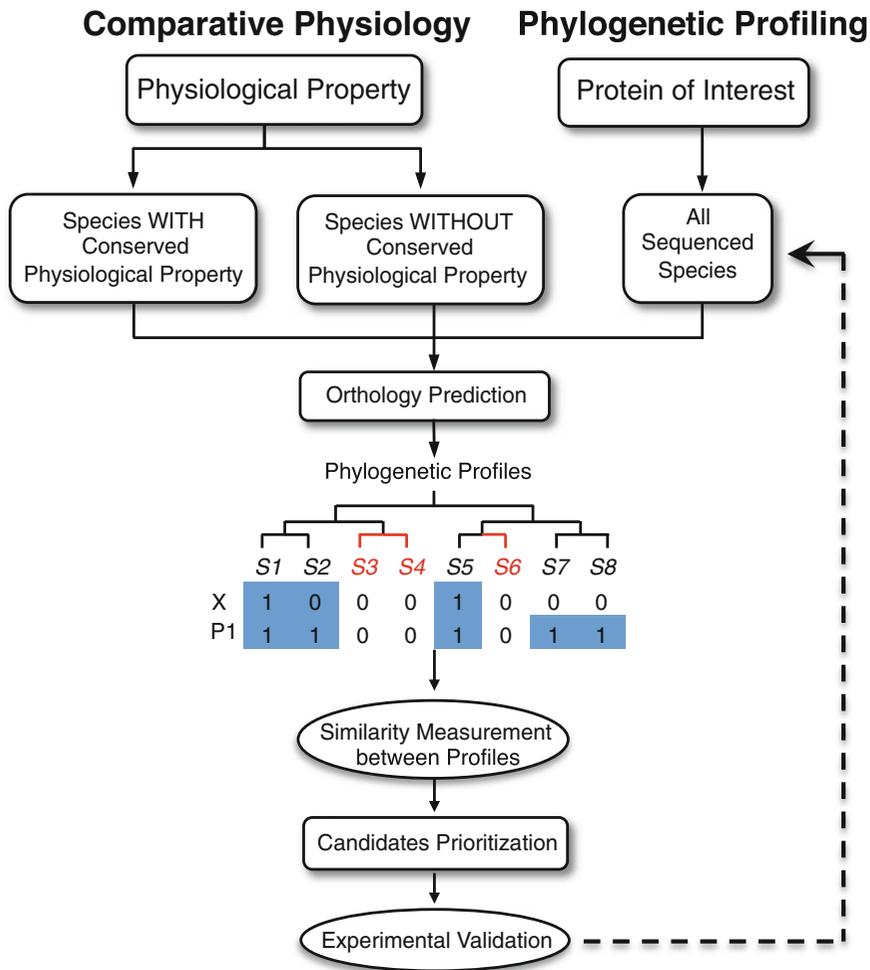 Comparative Physiology
Phylogenetic Profiling
Physiological Property
Protein of Interest
Species WITH
Conserved
Physiological Property
Species WITHOUT
Conserved
Physiological Property
All
Sequenced
Species
Orthology Prediction
Phylogenetic Profiles
S1 S2 S3 S4 S5 S6 S7 S8
X 1 0 0 0 1 0 0 0
P1 1 1 0 0 1 0 1 1
Similarity Measurement
between Profiles
Candidates Prioritization
Experimental Validation